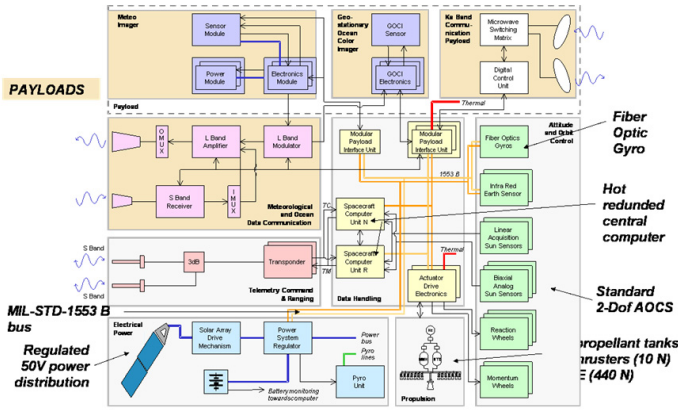 Meteo
Imager
Sensor
Module
Power
Module
Electronics
Module
Geo-
stationary
Ocean
Color
Imager
GOCI
Sensor
GOCI
Electronics
Ka Band
Commu-
nication
Payload
Microwave
Switching
Matrix
Digital
Control
Unit
PAYLOADS
Payload
Thermal
OMUX
L Band
Amplifier
L Band
Modulator
S Band
Receiver
IMUX
Meteorological
and Ocean
Data Communication
Modular
Payload
Interface Unit
Modular
Payload
Interface Unit
1553 B
Attitude
and Orbit
Control
Fiber Optics
Gyros
Fiber
Optic
Gyro
Infra Red
Earth Sensor
Hot
redunded
central
computer
TC
Spacecraft
Computer
Unit N
Spacecraft
Computer
Unit R
TM
Linear
Acquisition
Sun Sensors
S Band
3dB
Transponder
S Band
Telemetry Command
& Ranging
Data Handling
Thermal
Actuator
Drive
Electronics
Biaxial
Analog
Sun Sensors
Standard
2-Dof AOCS
MIL-STD-1553 B
bus
Electrical
Power
Solar Array
Drive
Mechanism
Power
System
Regulator
Power
bus
Pyro
lines
Regulated
50V power
distribution
Battery monitoring
towards computer
Pyro
Unit
Propulsion
Reaction
Wheels
Momentum
Wheels
propellant tanks
hrusters (10 N)
E (440 N)